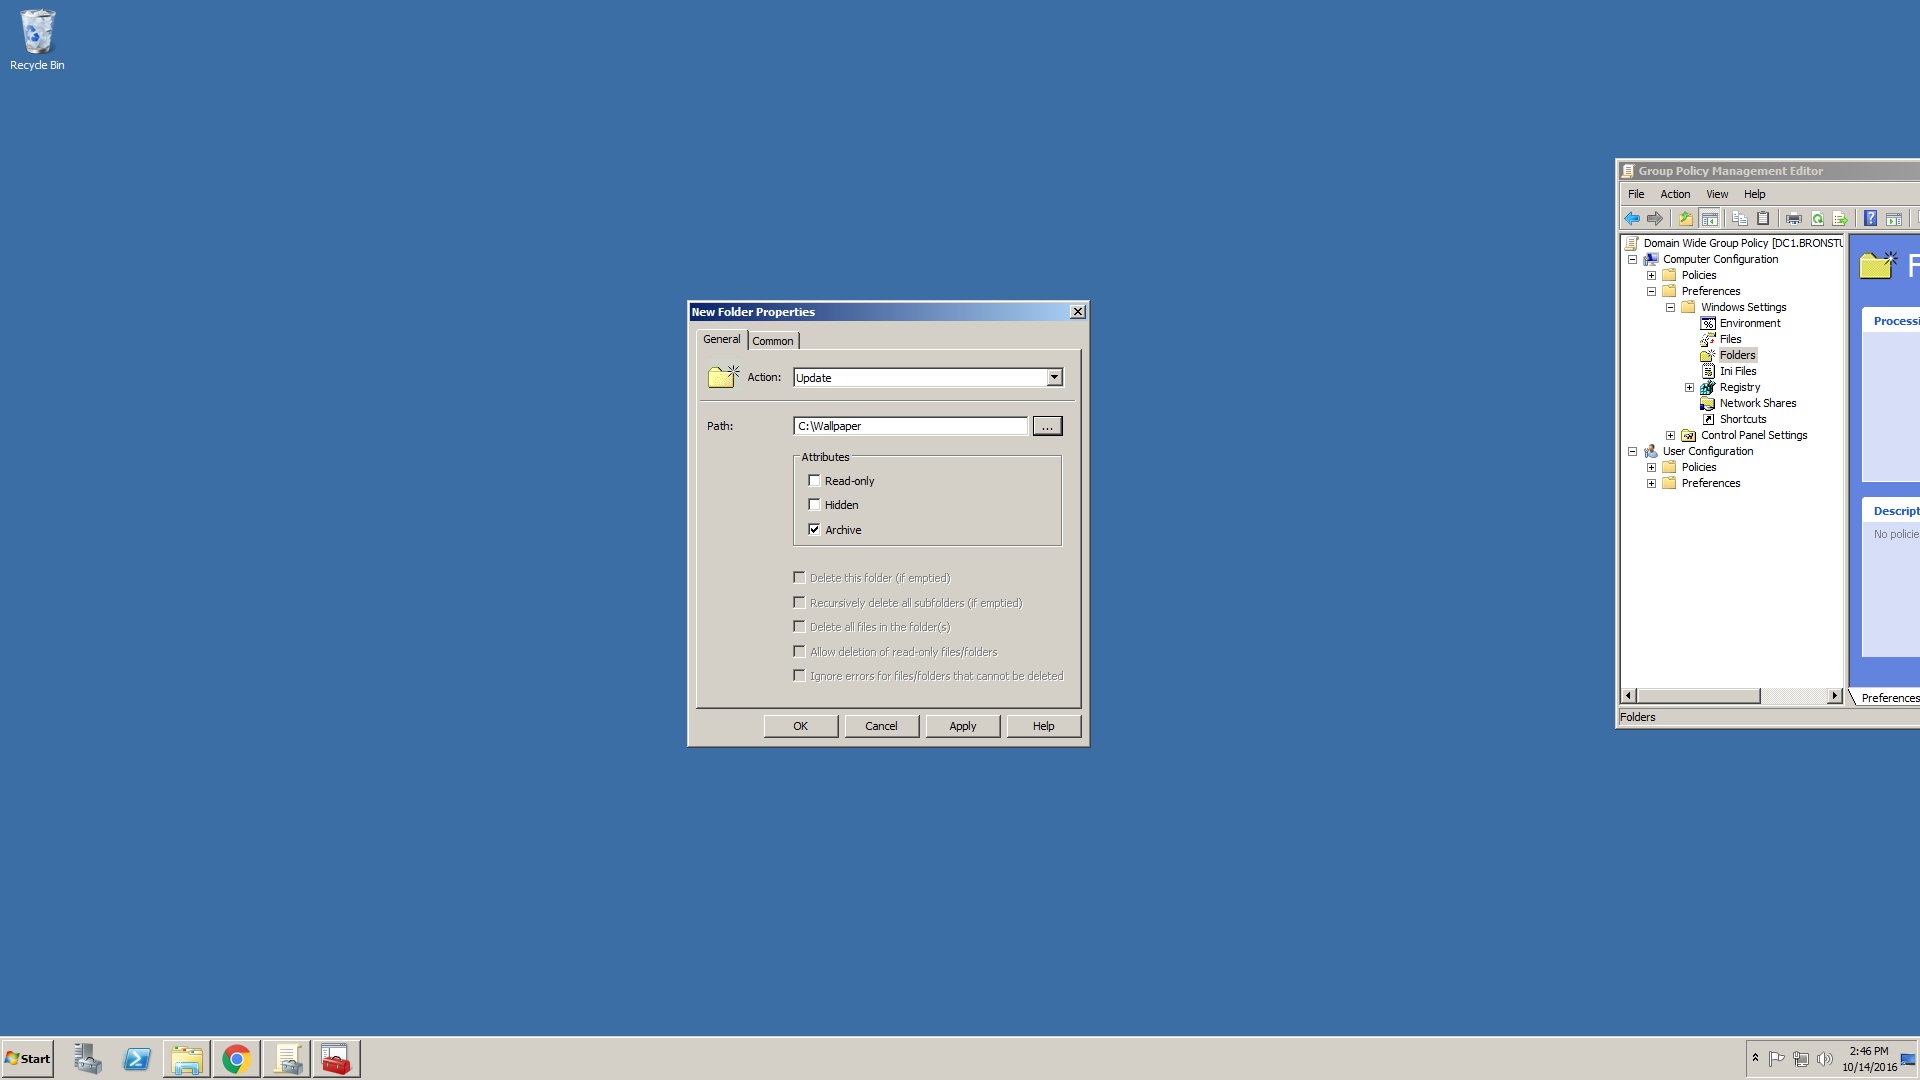 Recycle Bin
Group Policy Management Editor
File Action View Help
Domain Wide Group Policy [DC1.BRONSTU
Computer Configuration
Policies
Preferences
Windows Settings
Environment
Files
Folders
Ini Files
Registry
Network Shares
Shortcuts
Control Panel Settings
User Configuration
Policies
Preferences
F
Processi
Descript
No policie
Preferences
Folders
New Folder Properties
General Common
Action: Update
Path: C:\Wallpaper ...
Attributes
Read-only
Hidden
Archive
Delete this folder (if emptied)
Recursively delete all subfolders (if emptied)
Delete all files in the folder(s)
Allow deletion of read-only files/folders
Ignore errors for files/folders that cannot be deleted
OK Cancel Apply Help
Start
2:46 PM
10/14/2016